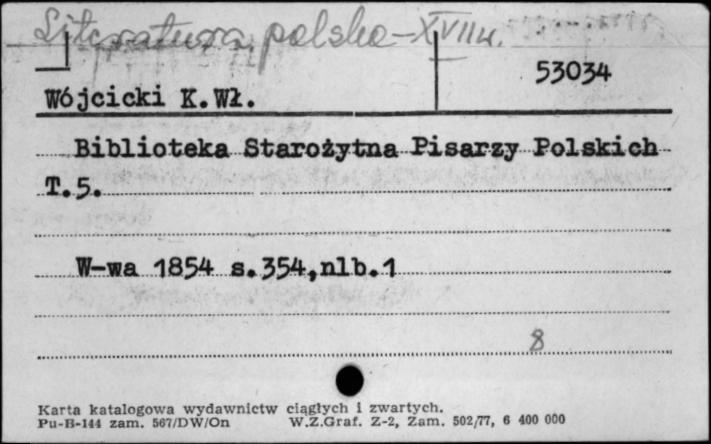 Literatura polska-XVIIw.
53034
Wójcicki K.Wł.
Biblioteka Starożytna Pisarzy Polskich
T.5.
W-wa 1854 s.354,nlb.1
8
Karta katalogowa wydawnictw ciągłych i zwartych.
Pu-B-144 zam. 567/DW/On W.Z.Graf. Z-2, Zam. 502/77, 6 400 000